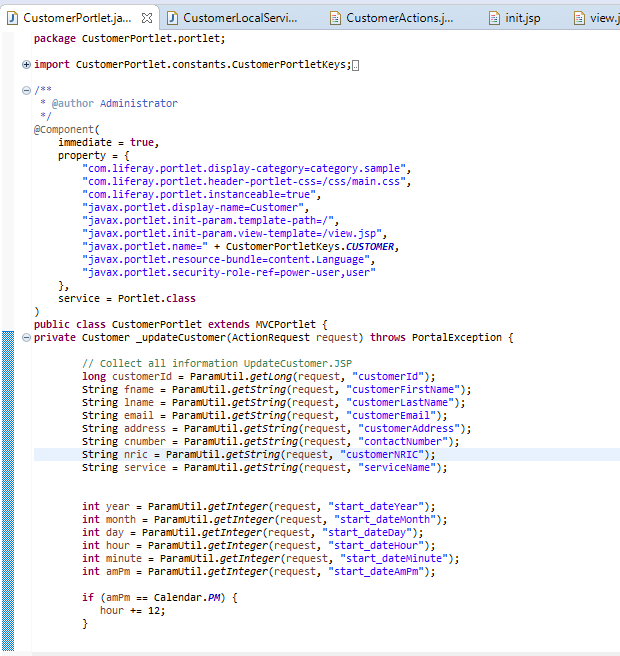 CustomerPortlet.ja... CustomerLocalServi... CustomerActions.j... init.jsp view.j
package CustomerPortlet.portlet;
import CustomerPortlet.constants.CustomerPortletKeys;
/**
* @author Administrator
*/
@Component(
immediate = true,
property = {
"com.liferay.portlet.display-category=category.sample",
"com.liferay.portlet.header-portlet-css=/css/main.css",
"com.liferay.portlet.instanceable=true",
"javax.portlet.display-name=Customer",
"javax.portlet.init-param.template-path=/",
"javax.portlet.init-param.view-template=/view.jsp",
"javax.portlet.name=" + CustomerPortletKeys.CUSTOMER,
"javax.portlet.resource-bundle=content.Language",
"javax.portlet.security-role-ref=power-user,user"
},
service = Portlet.class
)
public class CustomerPortlet extends MVCPortlet {
private Customer _updateCustomer(ActionRequest request) throws PortalException {
// Collect all information UpdateCustomer.JSP
long customerId = ParamUtil.getLong(request, "customerId");
String fname = ParamUtil.getString(request, "customerFirstName");
String lname = ParamUtil.getString(request, "customerLastName");
String email = ParamUtil.getString(request, "customerEmail");
String address = ParamUtil.getString(request, "customerAddress");
String cnumber = ParamUtil.getString(request, "contactNumber");
String nric = ParamUtil.getString(request, "customerNRIC");
String service = ParamUtil.getString(request, "serviceName");
int year = ParamUtil.getInteger(request, "start_dateYear");
int month = ParamUtil.getInteger(request, "start_dateMonth");
int day = ParamUtil.getInteger(request, "start_dateDay");
int hour = ParamUtil.getInteger(request, "start_dateHour");
int minute = ParamUtil.getInteger(request, "start_dateMinute");
int amPm = ParamUtil.getInteger(request, "start_dateAmPm");
if (amPm == Calendar.PM) {
hour += 12;
}